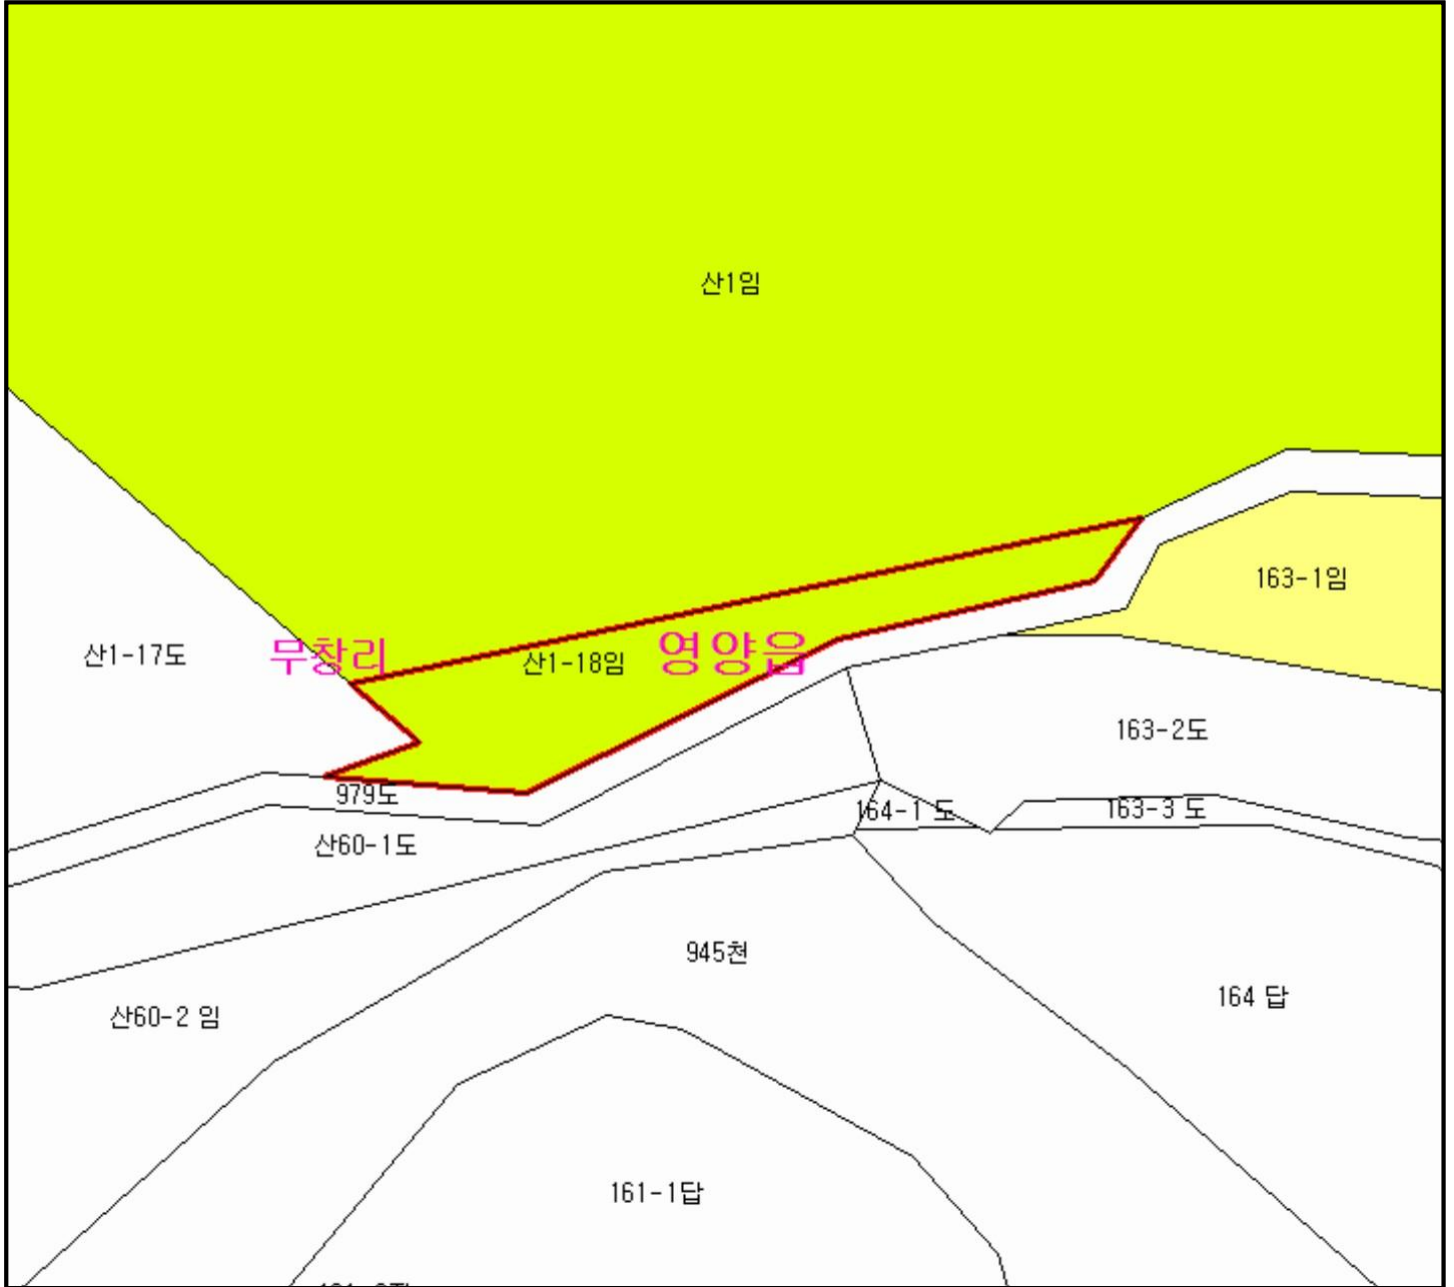 산1임
163-1임
산1-17도
무창리
산1-18임
영양읍
163-2도
979도
164-1 도
163-3 도
산60-1도
945천
164 답
산60-2 임
161-1답